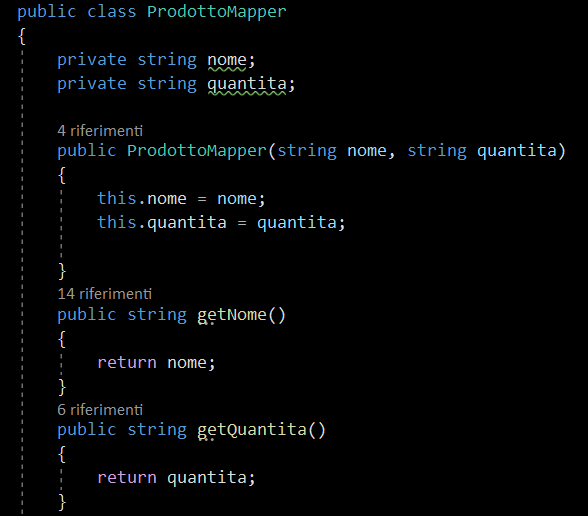 public class ProdottoMapper
{
private string nome;
private string quantita;
4 riferimenti
public ProdottoMapper(string nome, string quantita)
{
this.nome = nome;
this.quantita = quantita;
}
14 riferimenti
public string getNome()
{
return nome;
}
6 riferimenti
public string getQuantita()
{
return quantita;
}